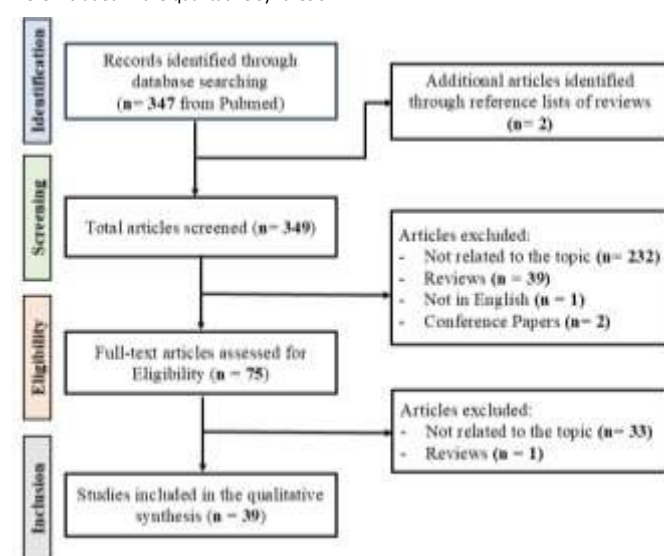 Identification
Records identified through
database searching
(n= 347 from Pubmed)
Additional articles identified
through reference lists of reviews
(n= 2)
Screening
Total articles screened (n= 349)
Articles excluded:
- Not related to the topic (n= 232)
- Reviews (n = 39)
- Not in English (n = 1)
- Conference Papers (n= 2)
Eligibility
Full-text articles assessed for
Eligibility (n = 75)
Articles excluded:
- Not related to the topic (n= 33)
- Reviews (n = 1)
Inclusion
Studies included in the qualitative
synthesis (n = 39)